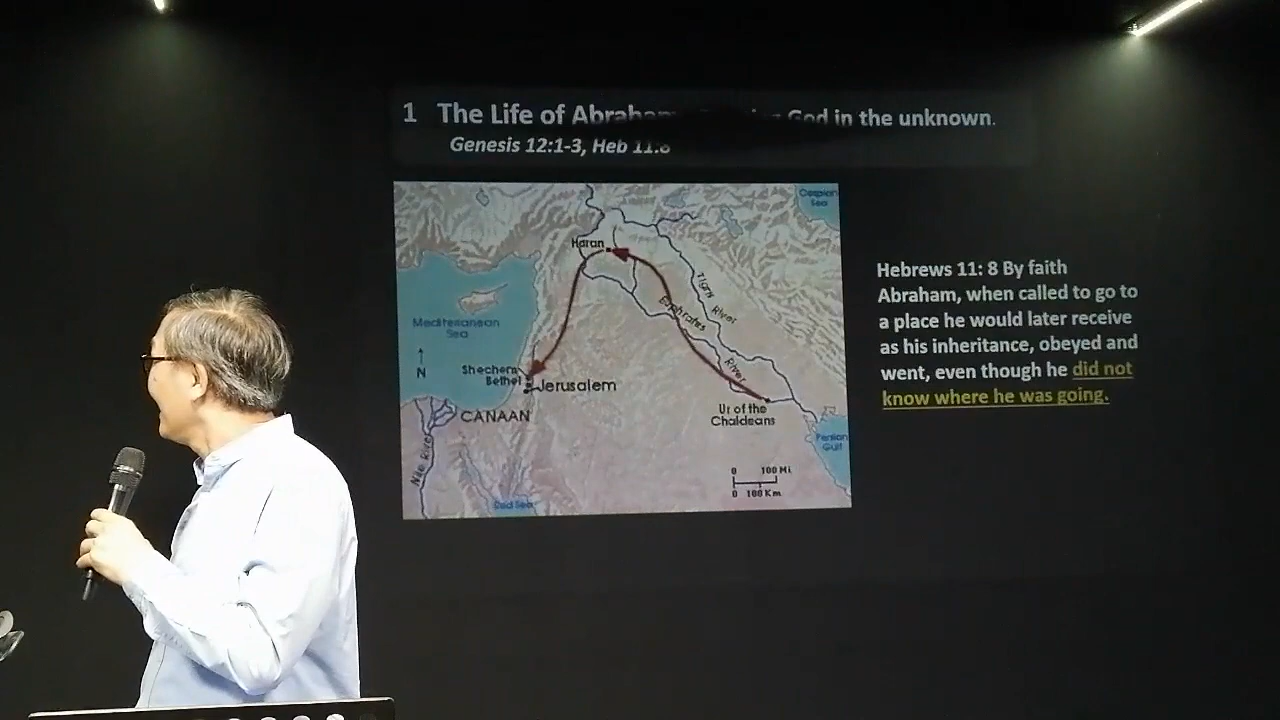 1 The Life of Abraham God in the unknown.
Genesis 12:1-3, Heb 11:8
Caspian
Sea
Haran
Tigris River
Euphrates
River
Mediterranean
Sea
N
Shechem
Bethel
Jerusalem
CANAAN
Ur of the
Chaldeans
Nile River
Persian
Gulf
0 100 Mi.
0 100 Km
Red Sea
Hebrews 11: 8 By faith
Abraham, when called to go to
a place he would later receive
as his inheritance, obeyed and
went, even though he did not
know where he was going.